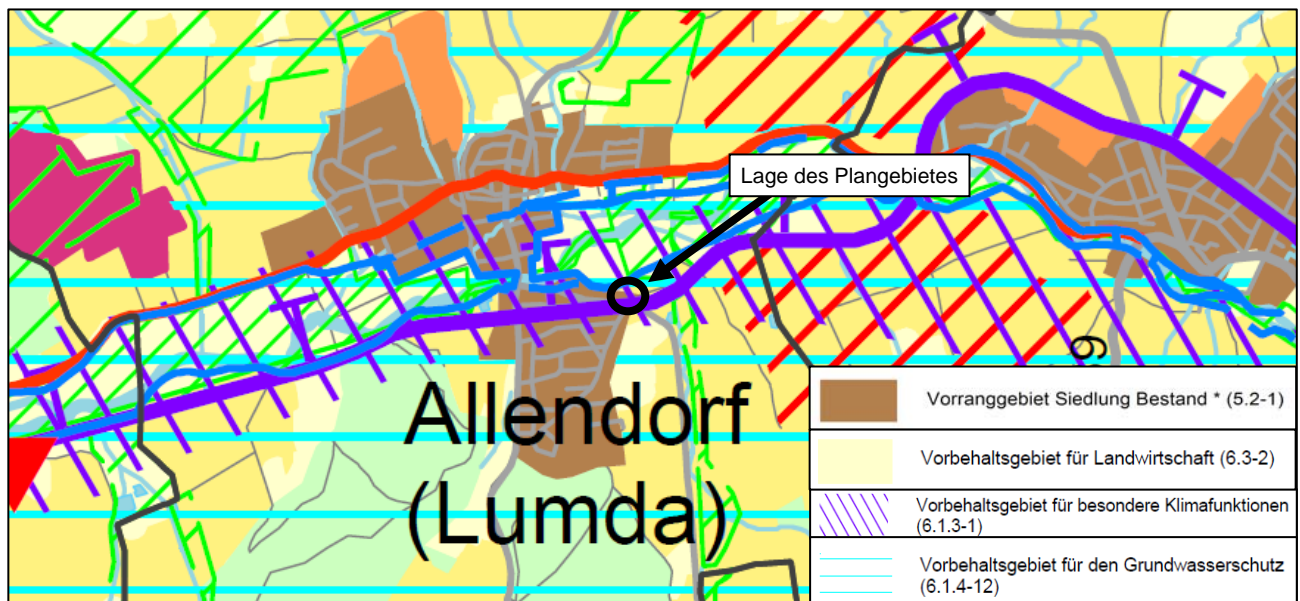 Lage des Plangebietes
Allendorf
(Lumda)
Vorranggebiet Siedlung Bestand * (5.2-1)
Vorbehaltsgebiet für Landwirtschaft (6.3-2)
Vorbehaltsgebiet für besondere Klimafunktionen
(6.1.3-1)
Vorbehaltsgebiet für den Grundwasserschutz
(6.1.4-12)